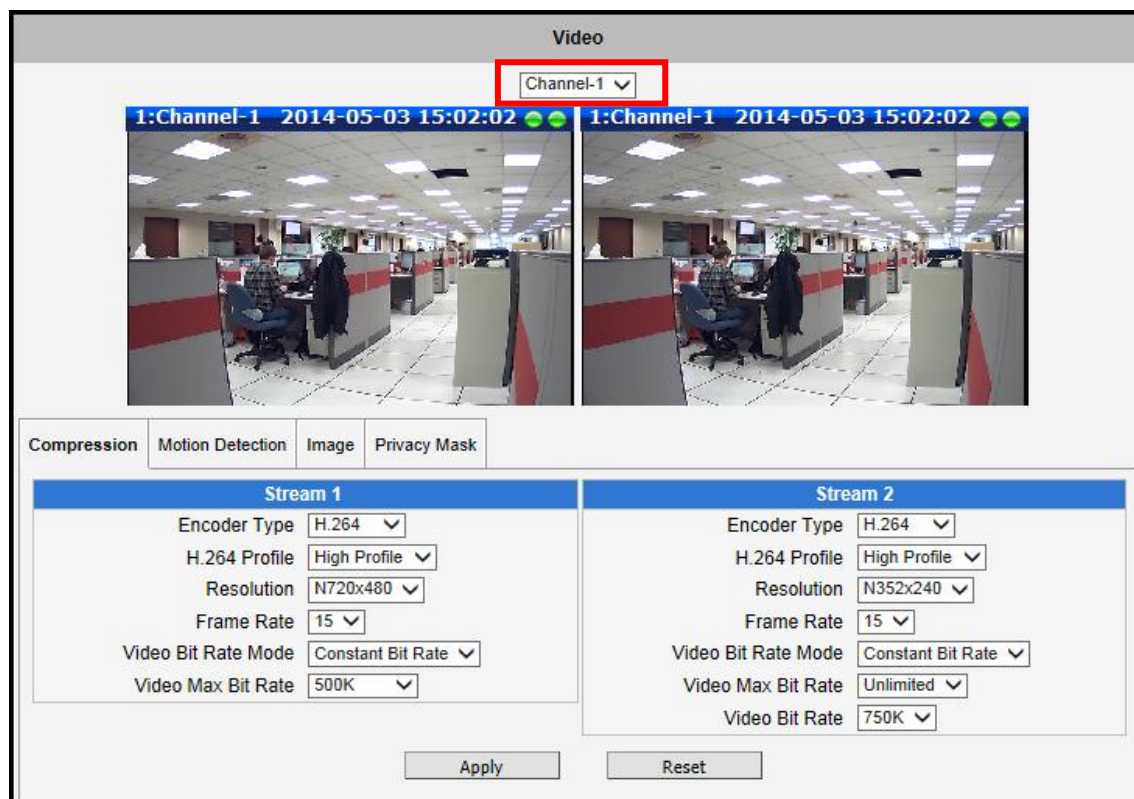 Video
Channel-1
1:Channel-1 2014-05-03 15:02:02
1:Channel-1 2014-05-03 15:02:02
Compression
Motion Detection
Image
Privacy Mask
Stream 1
Encoder Type H.264
H.264 Profile High Profile
Resolution N720x480
Frame Rate 15
Video Bit Rate Mode Constant Bit Rate
Video Max Bit Rate 500K
Stream 2
Encoder Type H.264
H.264 Profile High Profile
Resolution N352x240
Frame Rate 15
Video Bit Rate Mode Constant Bit Rate
Video Max Bit Rate Unlimited
Video Bit Rate 750K
Apply
Reset